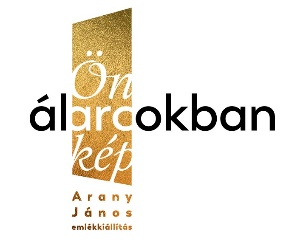 Ön
álarcokban
kép
Arany
János
emlékkiállítás